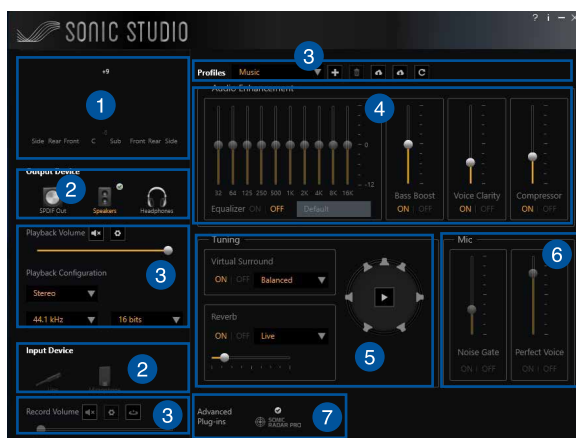 SONIC STUDIO
? i – ×
3
Profiles Music
+9
1
Side Rear Front C Sub Front Rear Side
Audio Enhancement
4
0
-12
32 64 125 250 500 1K 2K 4K 8K 16K
Equalizer ON | OFF Default
Bass Boost
ON | OFF
Voice Clarity
ON | OFF
Compressor
ON | OFF
Output Device
2
SPDIF Out Speakers Headphones
Playback Volume
3
Playback Configuration
Stereo
44.1 kHz 16 bits
Tuning
Virtual Surround
ON | OFF Balanced
Reverb
ON | OFF Live
5
Mic
6
Noise Gate
ON | OFF
Perfect Voice
ON | OFF
Input Device
2
Record Volume
3
Advanced
Plug-ins
SONIC
RADAR PRO
7